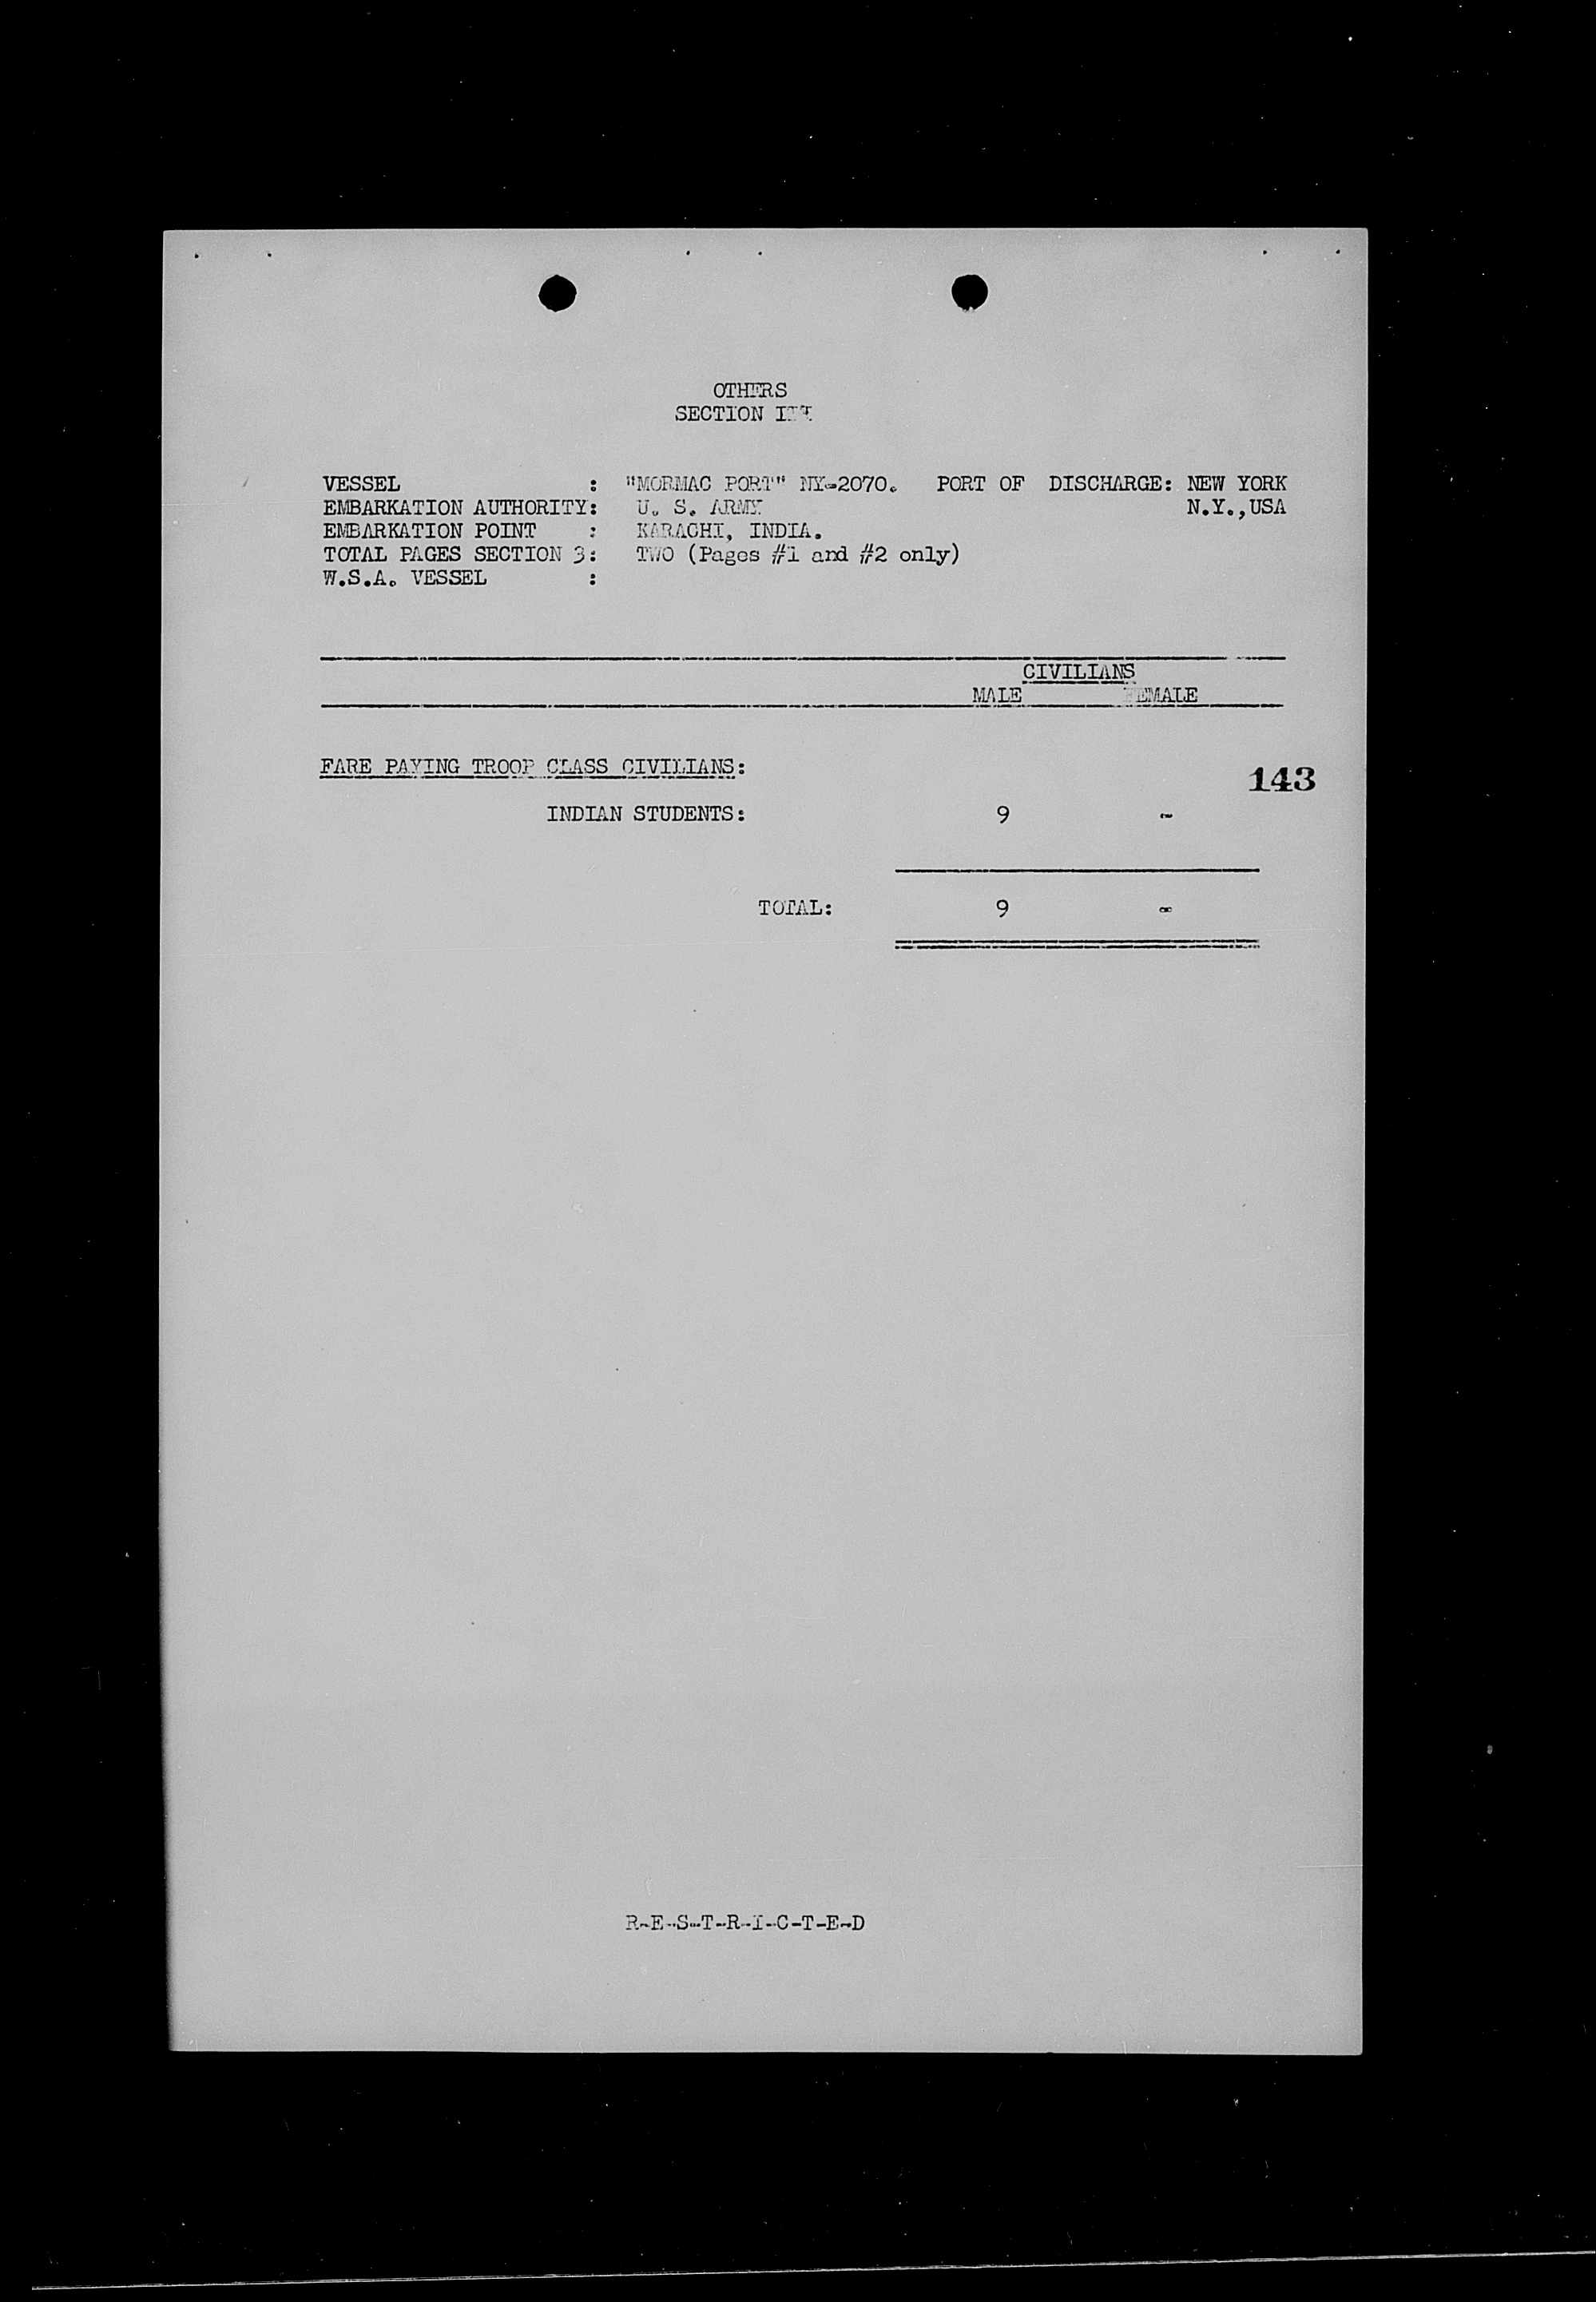 OTHERS
SECTION III
VESSEL : "MORMAC PORT" NY-2070. PORT OF DISCHARGE: NEW YORK
EMBARKATION AUTHORITY: U. S. ARMY N.Y.,USA
EMBARKATION POINT : KARACHI, INDIA.
TOTAL PAGES SECTION 3: TWO (Pages #1 and #2 only)
W.S.A. VESSEL :
CIVILIANS
MALE FEMALE
FARE PAYING TROOP CLASS CIVILIANS:
143
INDIAN STUDENTS: 9 -
TOTAL: 9 -
R-E-S-T-R-I-C-T-E-D